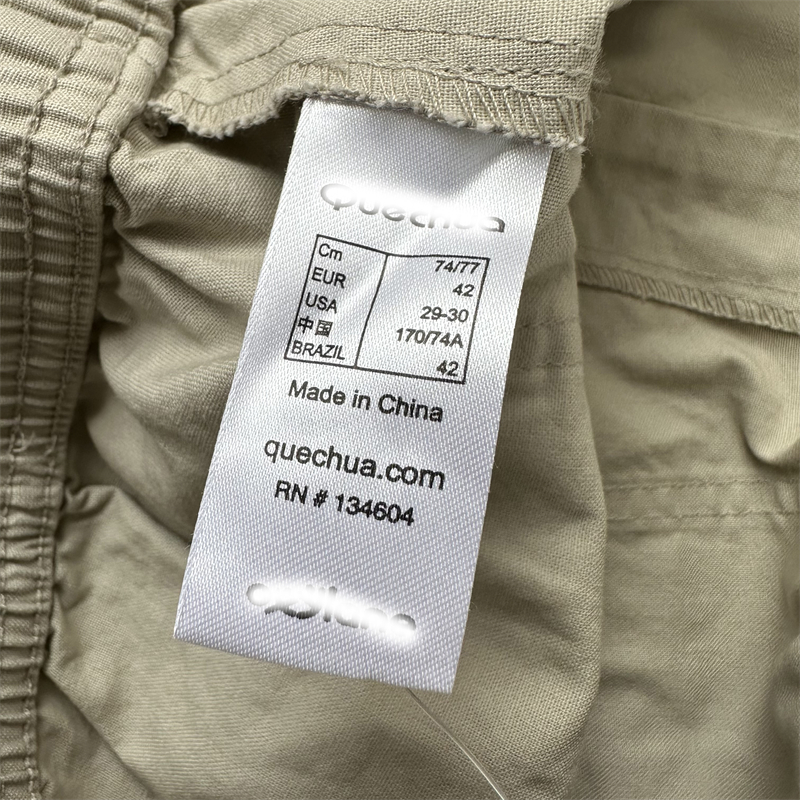 Quechua
Cm 74/77
EUR 42
USA 29-30
中国 170/74A
BRAZIL 42
Made in China
quechua.com
RN # 134604